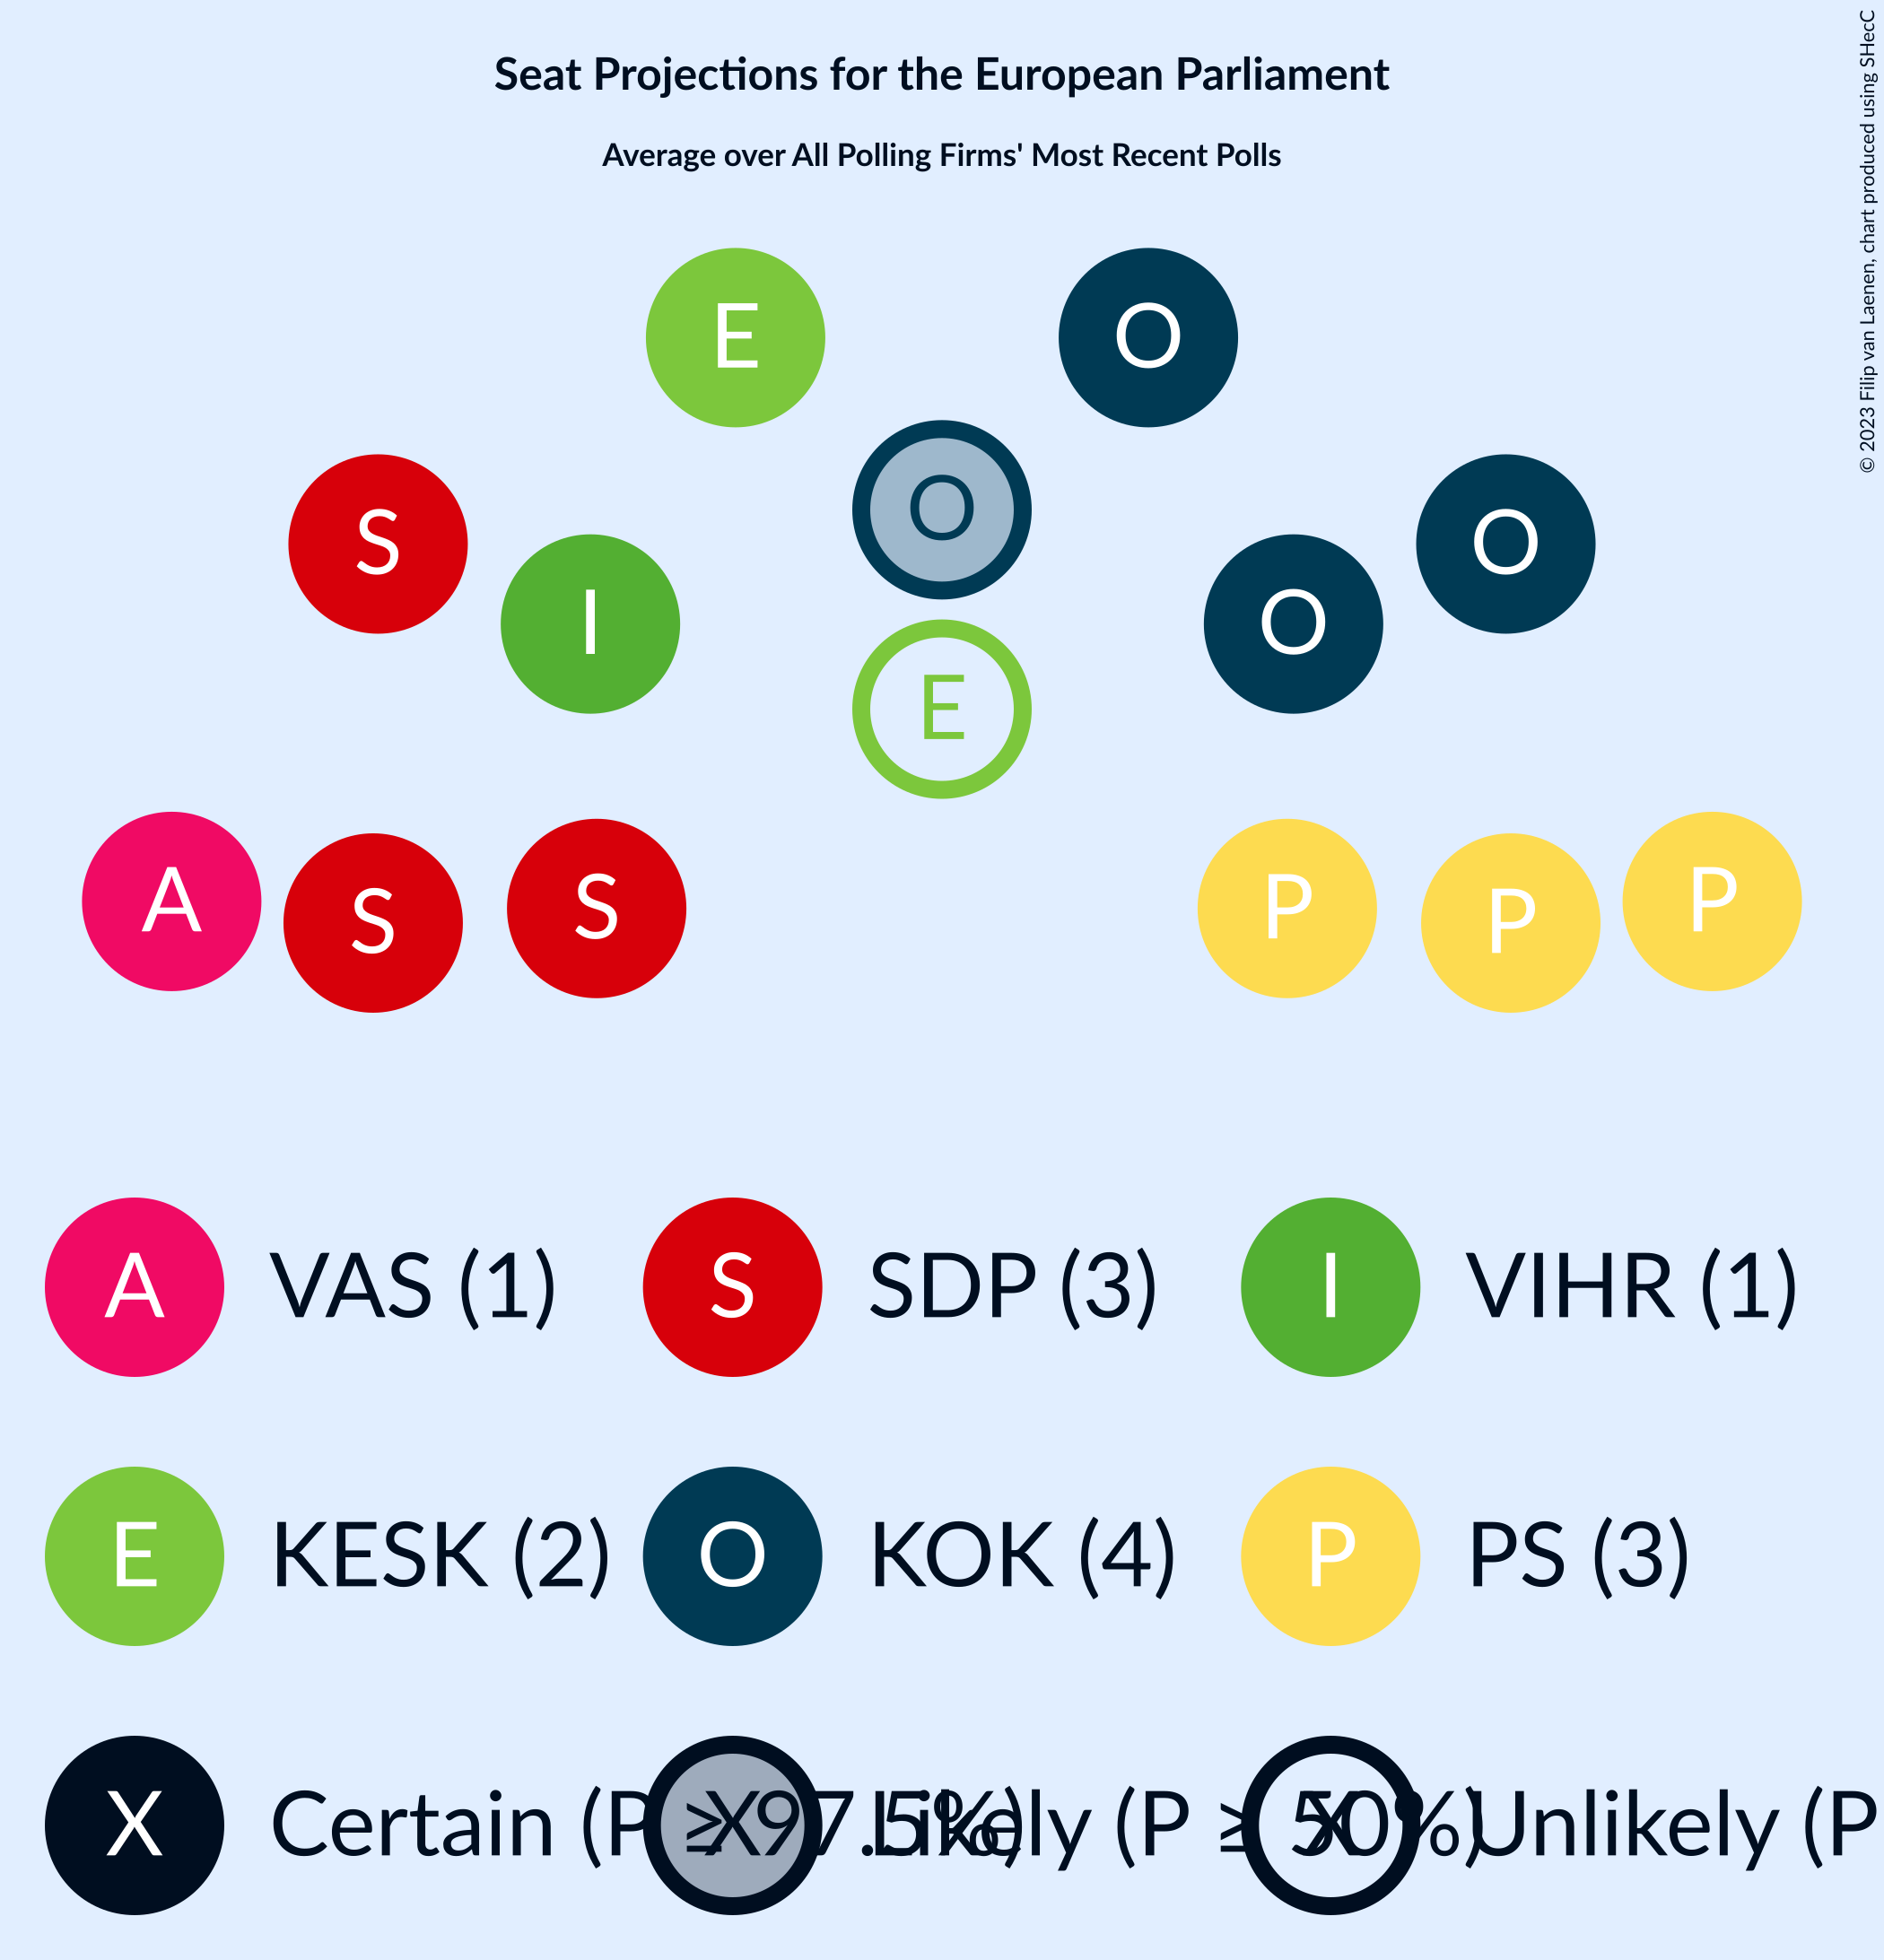 Seat Projections for the European Parliament
Average over All Polling Firms' Most Recent Polls
© 2023 Filip van Laenen, chart produced using SHecC
E O
O
S O
I O
E
A P
S S P P
A VAS (1) S SDP (3) I VIHR (1)
E KESK (2) O KOK (4) P PS (3)
X Certain (P ≥ 97.5%) X Likely (P ≥ 50%) X Unlikely (P